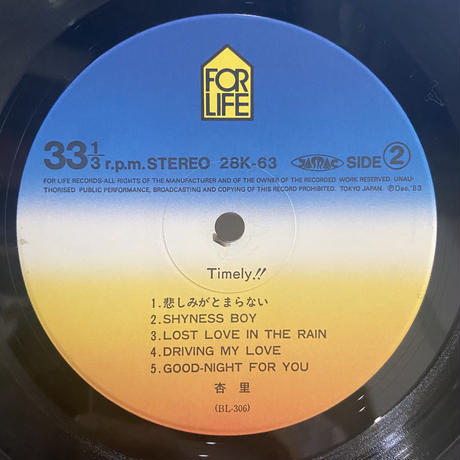 FOR
LIFE
33 1/3 r.p.m. STEREO 28K-63 JASRAC SIDE 2
FOR LIFE RECORDS·ALL RIGHTS OF THE MANUFACTURER AND OF THE OWNER OF THE RECORDED WORK RESERVED. UNAU-
THORISED PUBLIC PERFORMANCE, BROADCASTING AND COPYING OF THIS RECORD PROHIBITED. TOKYO JAPAN. ℗Dec. '83
Timely!!
1.悲しみがとまらない
2.SHYNESS BOY
3.LOST LOVE IN THE RAIN
4.DRIVING MY LOVE
5.GOOD-NIGHT FOR YOU
杏 里
(BL-306)